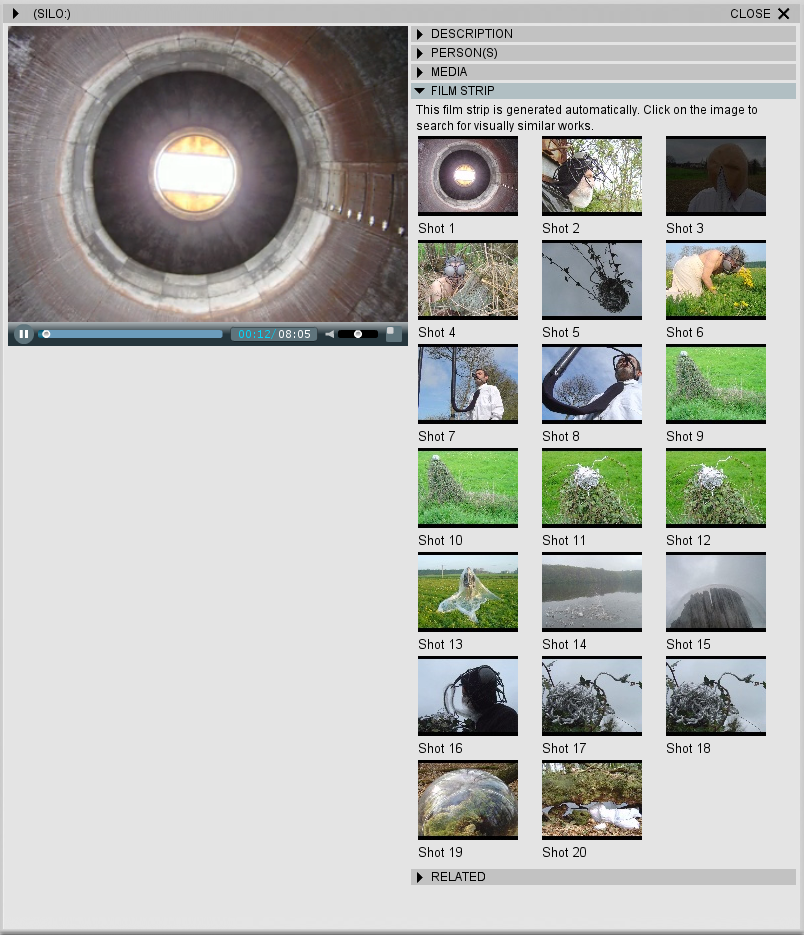 (SILO:)
CLOSE
DESCRIPTION
PERSON(S)
MEDIA
FILM STRIP
This film strip is generated automatically. Click on the image to
search for visually similar works.
Shot 1
Shot 2
Shot 3
Shot 4
Shot 5
Shot 6
00:12/08:05
Shot 7
Shot 8
Shot 9
Shot 10
Shot 11
Shot 12
Shot 13
Shot 14
Shot 15
Shot 16
Shot 17
Shot 18
Shot 19
Shot 20
RELATED